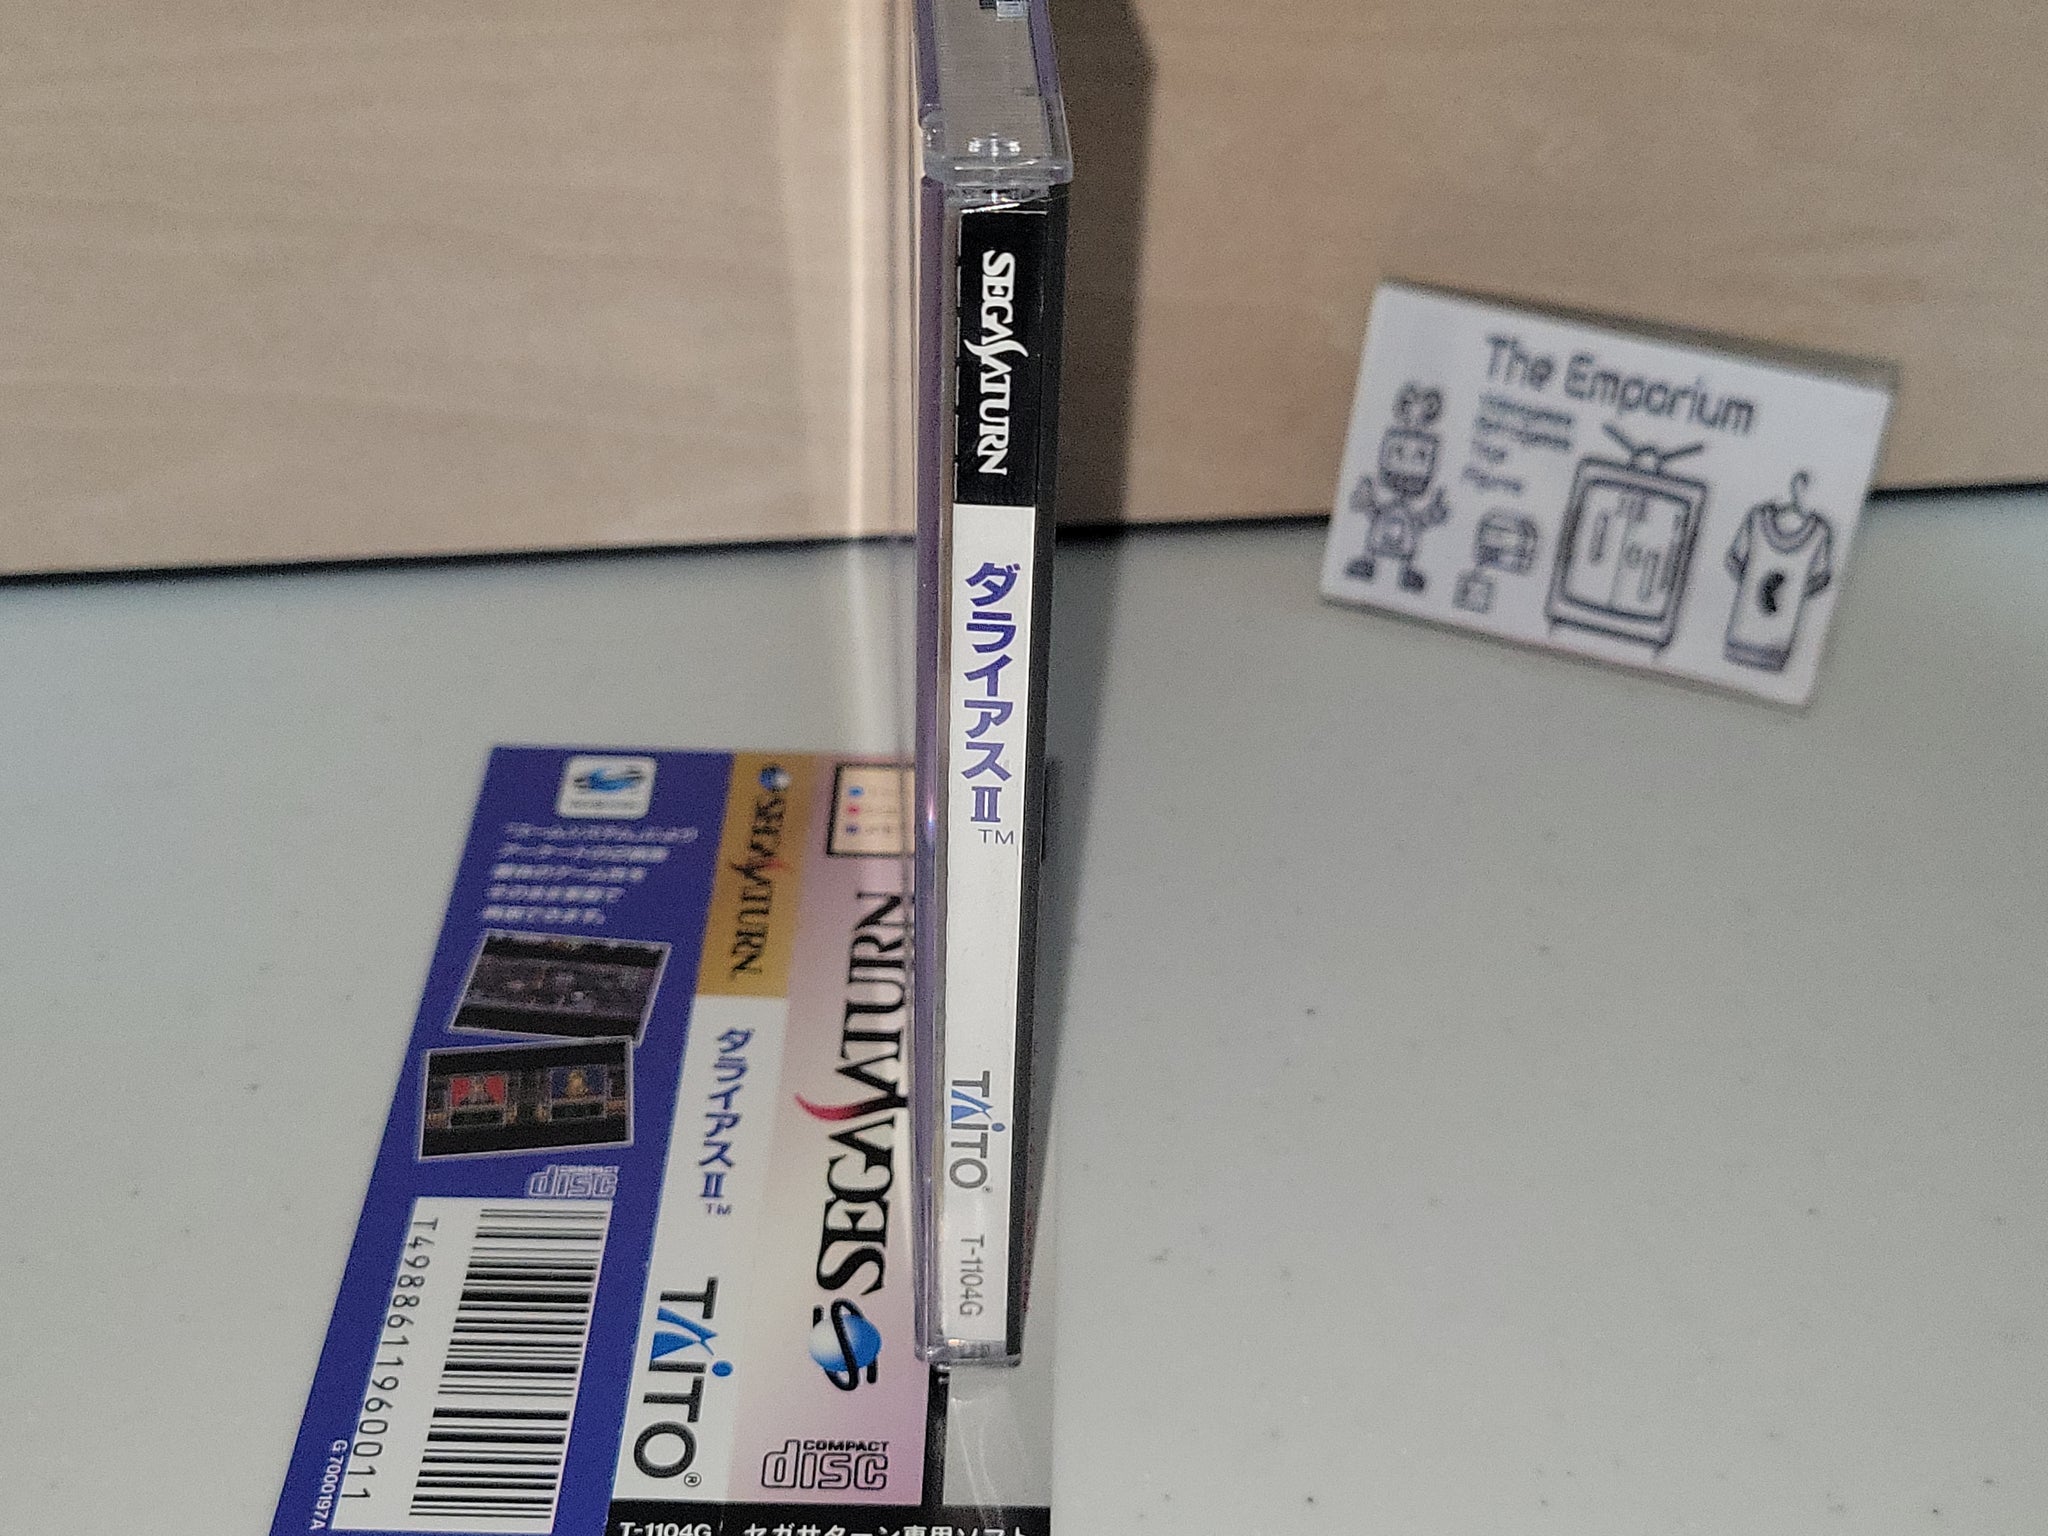 SEGA SATURN
ダライアスⅡ
TM
TAITO®
T-1104G
The Emporium
SEGA SATURN
ダライアスⅡ
TM
TAITO®
T-1104G
SEGA SATURN
COMPACT
disc
セガサターン専用ソフト
COMPACT
disc
T4988611960011
G7000197A